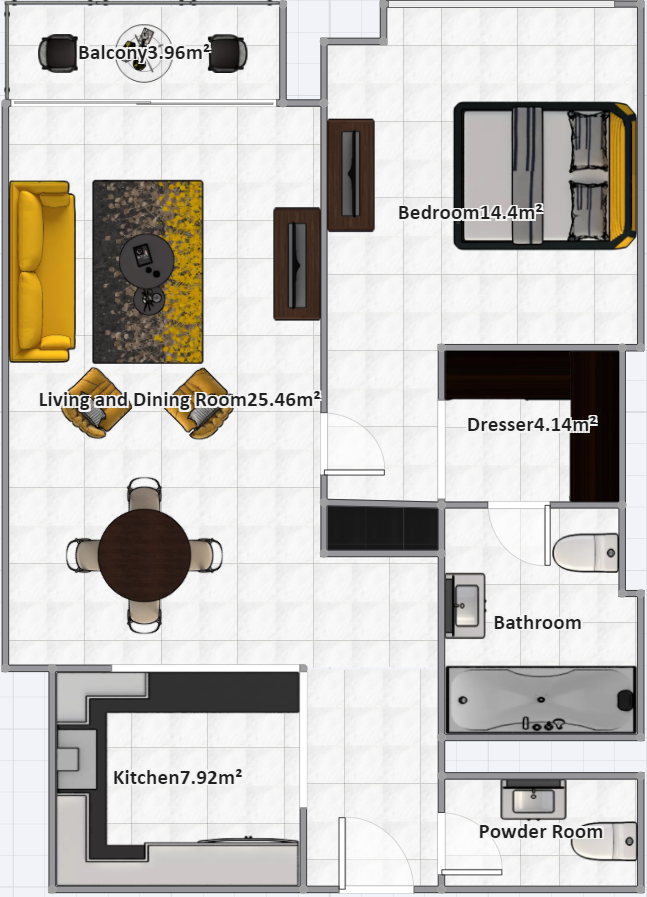 Balcony3.96m²
Bedroom14.4m²
Living and Dining Room25.46m²
Dresser4.14m²
Bathroom
Kitchen7.92m²
Powder Room